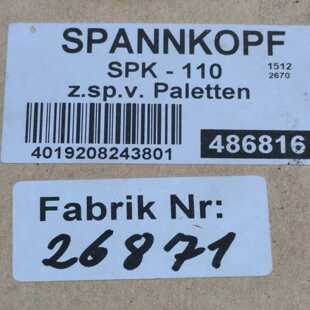 SPANNKOPF
SPK - 110 1512
2670
z.sp.v. Paletten
4019208243801 486816
Fabrik Nr:
26871